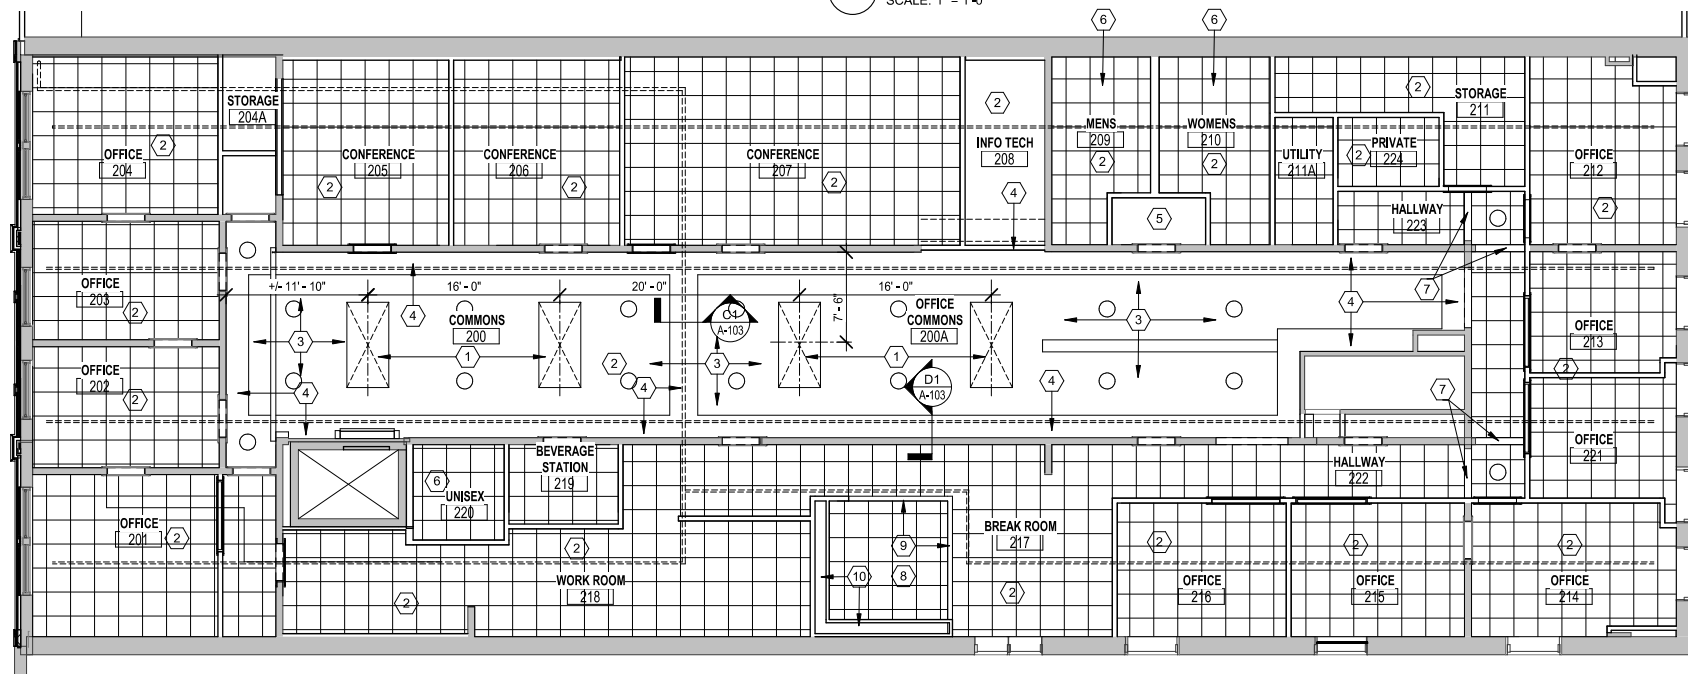 SCALE: 1" = 1'-0"
6
6
STORAGE
204A
2
OFFICE
204
CONFERENCE
205
2
CONFERENCE
206
2
CONFERENCE
207
2
2
INFO TECH
208
4
MENS
209
2
WOMENS
210
2
5
UTILITY
211A
2
STORAGE
211
2
PRIVATE
224
HALLWAY
223
OFFICE
212
2
OFFICE
203
2
+/- 11' - 10"
16' - 0"
20' - 0"
16' - 0"
7' - 6"
4
COMMONS
200
3
1
2
C1
A-103
3
4
OFFICE
COMMONS
200A
1
3
4
7
OFFICE
213
2
OFFICE
202
2
4
D1
A-103
4
7
BEVERAGE
STATION
219
6
UNISEX
220
HALLWAY
222
OFFICE
221
OFFICE
201
2
2
WORK ROOM
218
2
9
10
8
BREAK ROOM
217
2
2
OFFICE
216
2
OFFICE
215
2
OFFICE
214